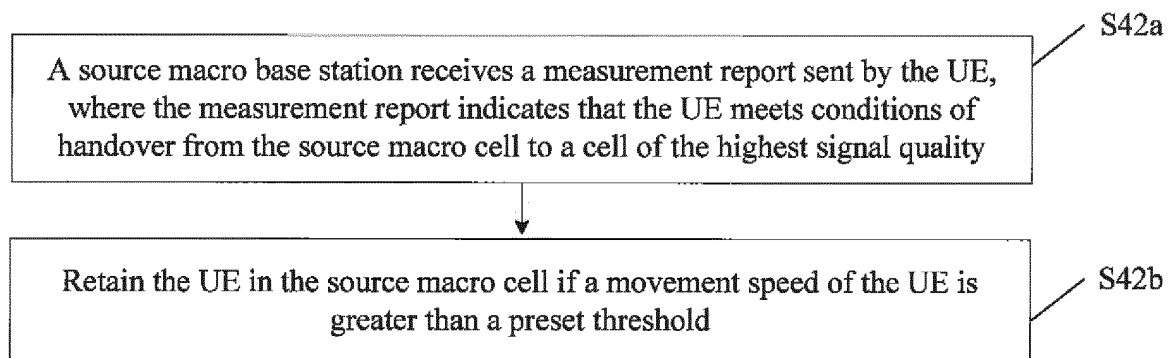 S42a
A source macro base station receives a measurement report sent by the UE,
where the measurement report indicates that the UE meets conditions of
handover from the source macro cell to a cell of the highest signal quality
Retain the UE in the source macro cell if a movement speed of the UE is
greater than a preset threshold
S42b